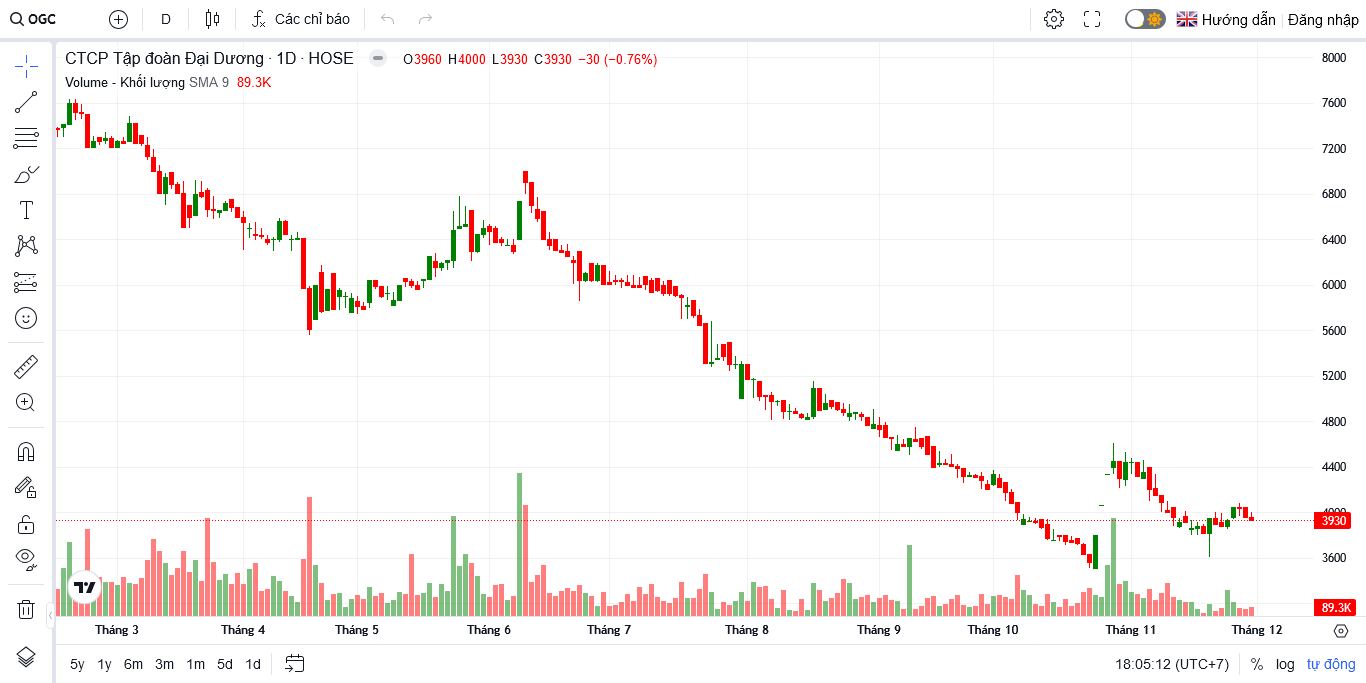 OGC D Các chỉ báo Hướng dẫn Đăng nhập
CTCP Tập đoàn Đại Dương · 1D · HOSE O3960 H4000 L3930 C3930 −30 (−0.76%)
Volume - Khối lượng SMA 9 89.3K
8000
7600
7200
6800
6400
6000
5600
5200
4800
4400
4000
3930
3600
89.3K
Tháng 3 Tháng 4 Tháng 5 Tháng 6 Tháng 7 Tháng 8 Tháng 9 Tháng 10 Tháng 11 Tháng 12
5y 1y 6m 3m 1m 5d 1d 18:05:12 (UTC+7) % log tự động